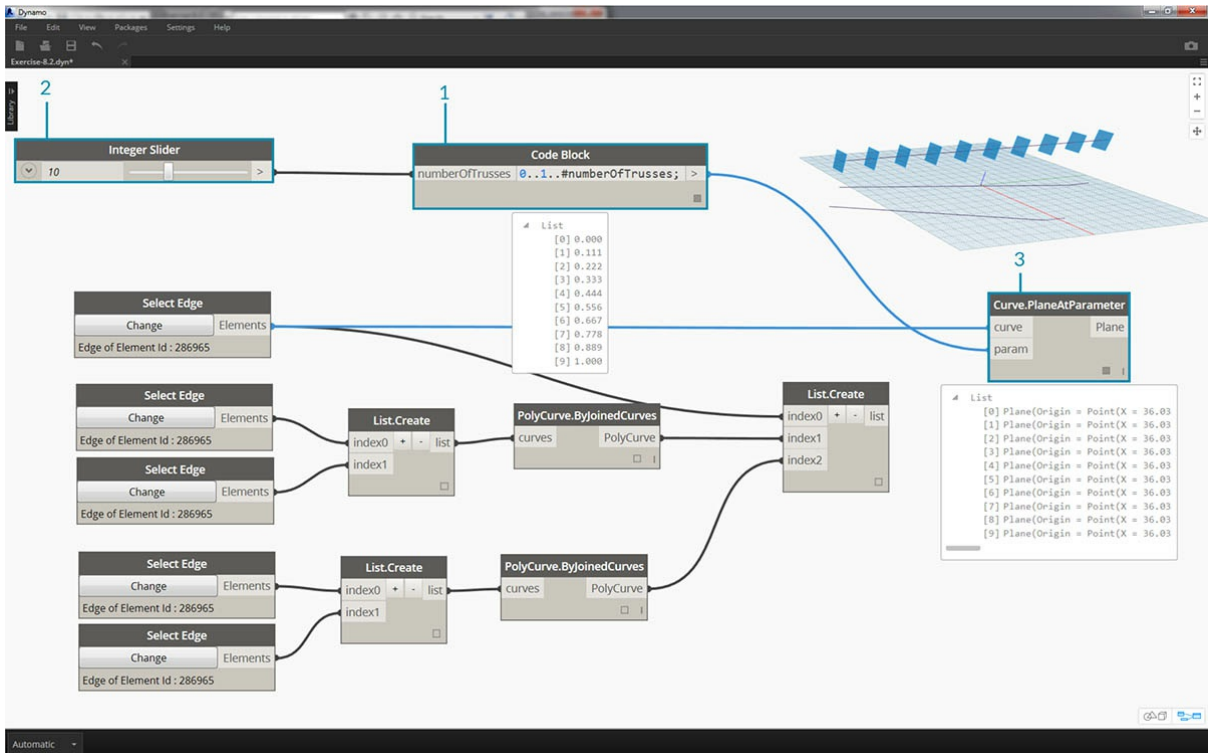 Dynamo
File Edit View Packages Settings Help
Exercise-8.2.dyn*
Library
2
1
Integer Slider
10 >
Code Block
numberOfTrusses 0..1..#numberOfTrusses; >
List
[0] 0.000
[1] 0.111
[2] 0.222
[3] 0.333
[4] 0.444
[5] 0.556
[6] 0.667
[7] 0.778
[8] 0.889
[9] 1.000
3
Curve.PlaneAtParameter
curve Plane
param
List
[0] Plane(Origin = Point(X = 36.03
[1] Plane(Origin = Point(X = 36.03
[2] Plane(Origin = Point(X = 36.03
[3] Plane(Origin = Point(X = 36.03
[4] Plane(Origin = Point(X = 36.03
[5] Plane(Origin = Point(X = 36.03
[6] Plane(Origin = Point(X = 36.03
[7] Plane(Origin = Point(X = 36.03
[8] Plane(Origin = Point(X = 36.03
[9] Plane(Origin = Point(X = 36.03
Select Edge
Change Elements
Edge of Element Id : 286965
Select Edge
Change Elements
Edge of Element Id : 286965
Select Edge
Change Elements
Edge of Element Id : 286965
List.Create
index0 + - list
index1
PolyCurve.ByJoinedCurves
curves PolyCurve
List.Create
index0 + - list
index1
index2
Select Edge
Change Elements
Edge of Element Id : 286965
Select Edge
Change Elements
Edge of Element Id : 286965
List.Create
index0 + - list
index1
PolyCurve.ByJoinedCurves
curves PolyCurve
Automatic